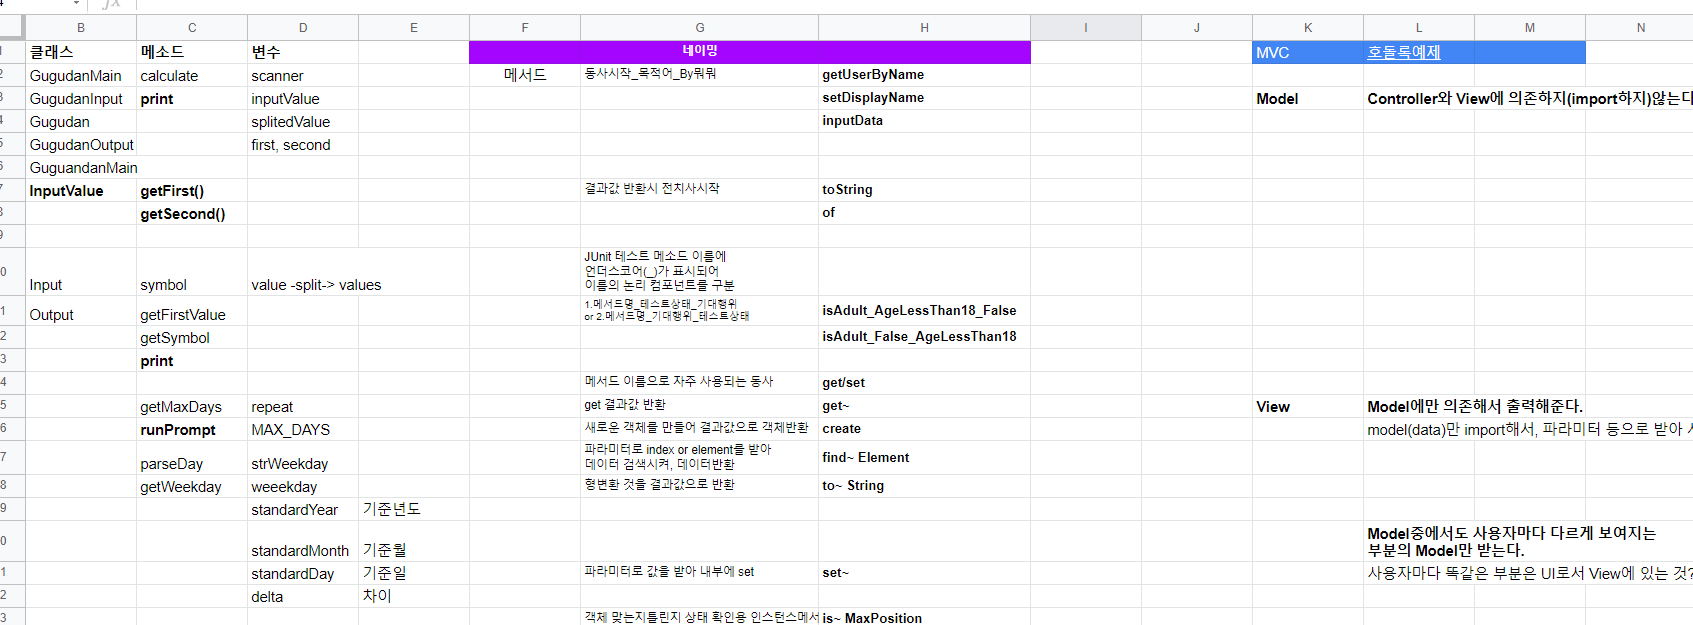 B C D E F G H I J K L M N
1 클래스 메소드 변수 네이밍 MVC 호돌록예제
2 GugudanMain calculate scanner 메서드 동사시작_목적어_By뭐뭐 getUserByName
3 GugudanInput print inputValue setDisplayName Model Controller와 View에 의존하지(import하지)않는다
4 Gugudan splitedValue inputData
5 GugudanOutput first, second
6 GuguandanMain
7 InputValue getFirst() 결과값 반환시 전치사시작 toString
8 getSecond() of
9
0 JUnit 테스트 메소드 이름에
언더스코어(_)가 표시되어
이름의 논리 컴포넌트를 구분
Input symbol value -split-> values
1 Output getFirstValue 1.메서드명_테스트상태_기대행위
or 2.메서드명_기대행위_테스트상태 isAdult_AgeLessThan18_False
2 getSymbol isAdult_False_AgeLessThan18
3 print
4 메서드 이름으로 자주 사용되는 동사 get/set
5 getMaxDays repeat get 결과값 반환 get~ View Model에만 의존해서 출력해준다.
6 runPrompt MAX_DAYS 새로운 객체를 만들어 결과값으로 객체반환 create model(data)만 import해서, 파라미터 등으로 받아
7 parseDay strWeekday 파라미터로 index or element를 받아
데이터 검색시켜, 데이터반환 find~ Element
8 getWeekday weeekday 형변환 것을 결과값으로 반환 to~ String
9 standardYear 기준년도
0 standardMonth 기준월 Model중에서도 사용자마다 다르게 보여지는
부분의 Model만 받는다.
1 standardDay 기준일 파라미터로 값을 받아 내부에 set set~ 사용자마다 똑같은 부분은 UI로서 View에 있는 것?
2 delta 차이
3 객체 맞는지틀린지 상태 확인용 인스턴스메서 is~ MaxPosition